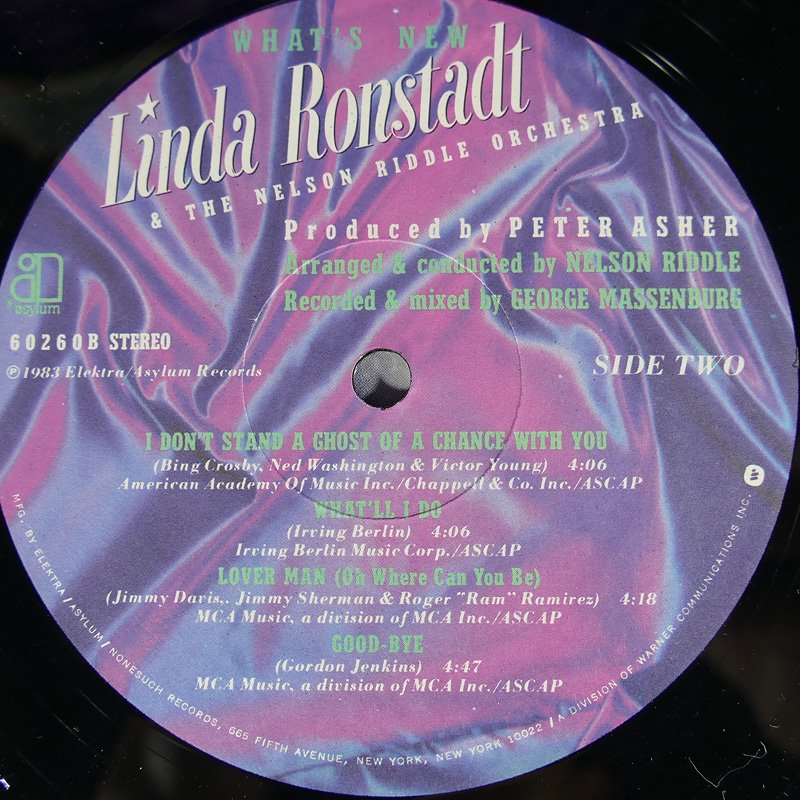 WHAT'S NEW
Linda Ronstadt
& THE NELSON RIDDLE ORCHESTRA
Produced by PETER ASHER
Arranged & conducted by NELSON RIDDLE
Recorded & mixed by GEORGE MASSENBURG
asylum
60260B STEREO
℗1983 Elektra/Asylum Records
SIDE TWO
I DON'T STAND A GHOST OF A CHANCE WITH YOU
(Bing Crosby, Ned Washington & Victor Young) 4:06
American Academy Of Music Inc./Chappell & Co. Inc./ASCAP
WHAT'LL I DO
(Irving Berlin) 4:06
Irving Berlin Music Corp./ASCAP
LOVER MAN (Oh Where Can You Be)
(Jimmy Davis,. Jimmy Sherman & Roger "Ram" Ramirez) 4:18
MCA Music, a division of MCA Inc./ASCAP
GOOD-BYE
(Gordon Jenkins) 4:47
MCA Music, a division of MCA Inc./ASCAP
MFG. BY ELEKTRA/ASYLUM/NONESUCH RECORDS, 665 FIFTH AVENUE, NEW YORK, NEW YORK 10022 / A DIVISION OF WARNER COMMUNICATIONS INC.